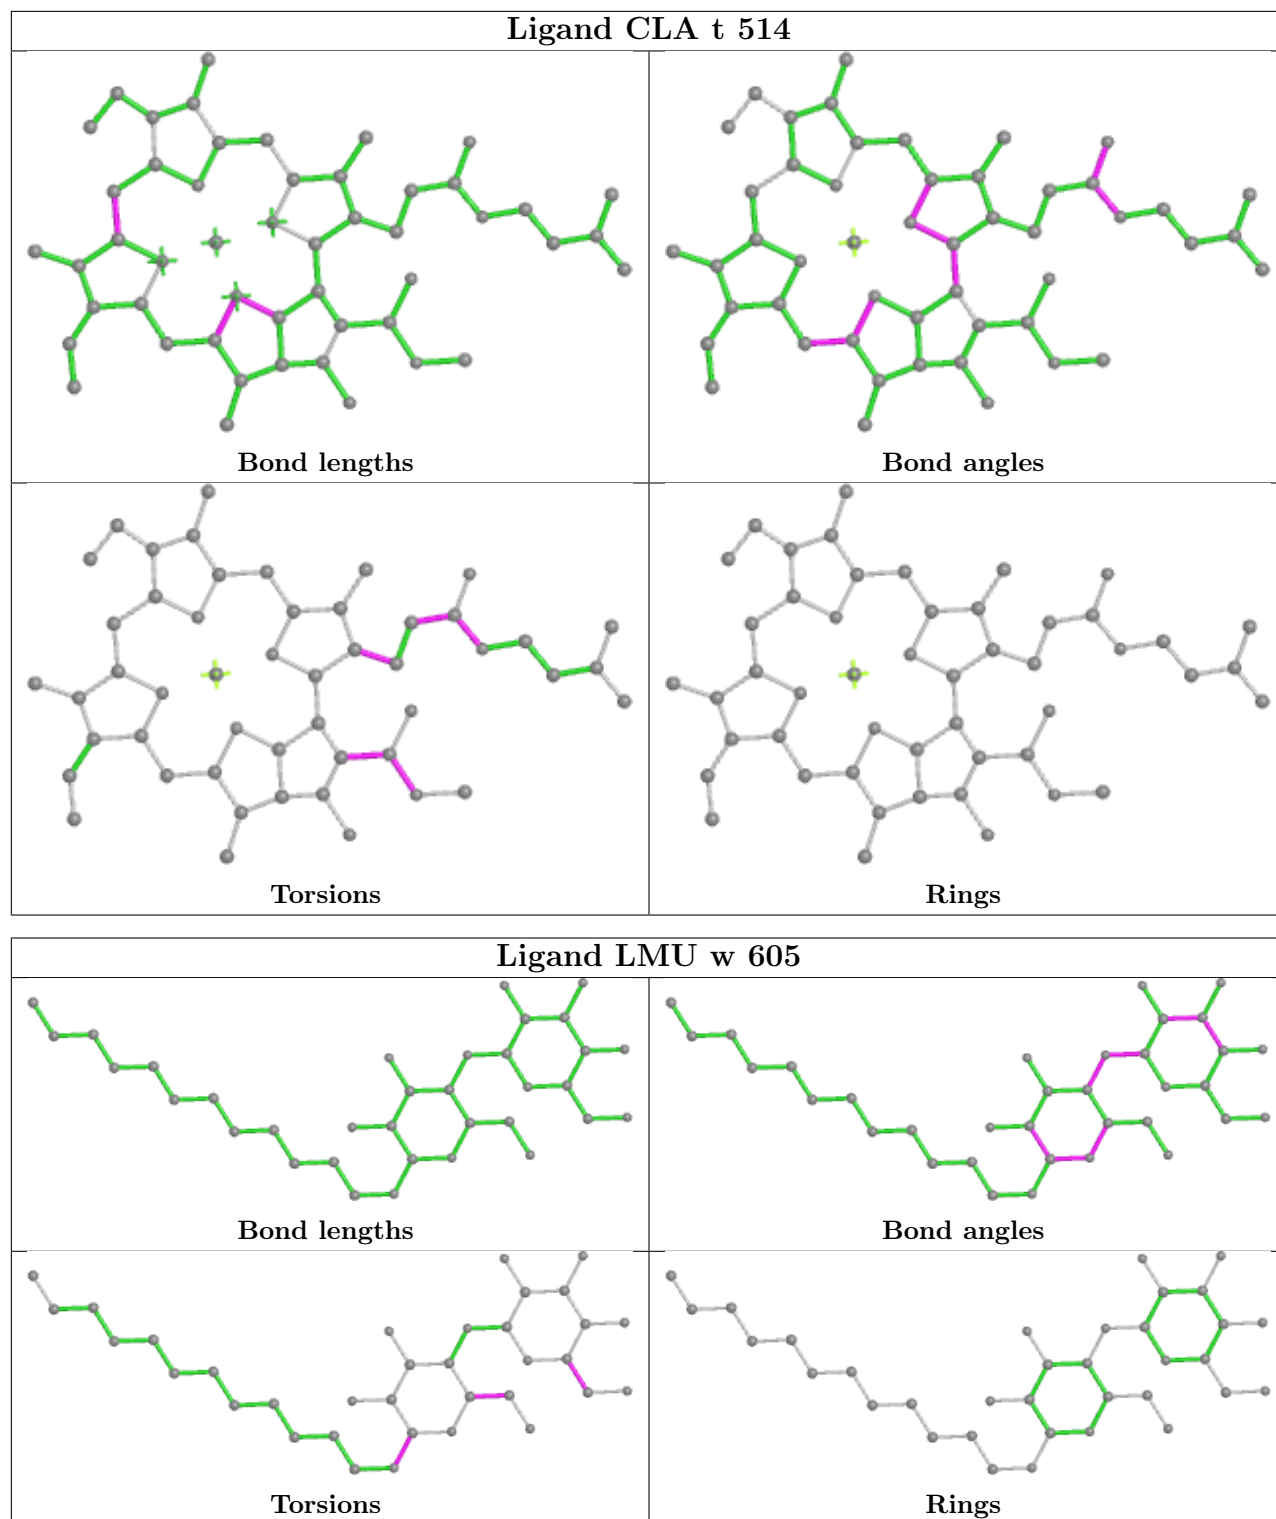 Ligand CLA t 514
Bond lengths
Bond angles
Torsions
Rings
Ligand LMU w 605
Bond lengths
Bond angles
Torsions
Rings